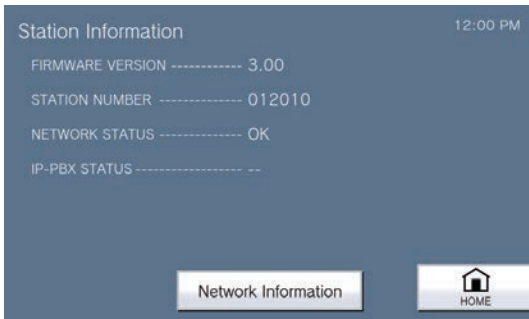 Station Information
12:00 PM
FIRMWARE VERSION ------------ 3.00
STATION NUMBER -------------- 012010
NETWORK STATUS -------------- OK
IP-PBX STATUS ------------------ --
Network Information
HOME